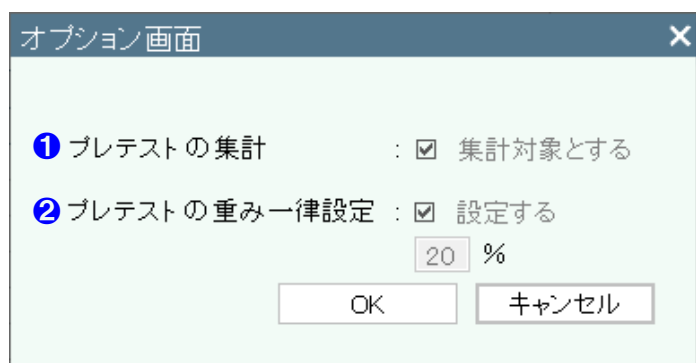 オプション画面 ×
❶プレテストの集計 : ☑ 集計対象とする
❷プレテストの重み一律設定 : ☑ 設定する
20 %
OK キャンセル